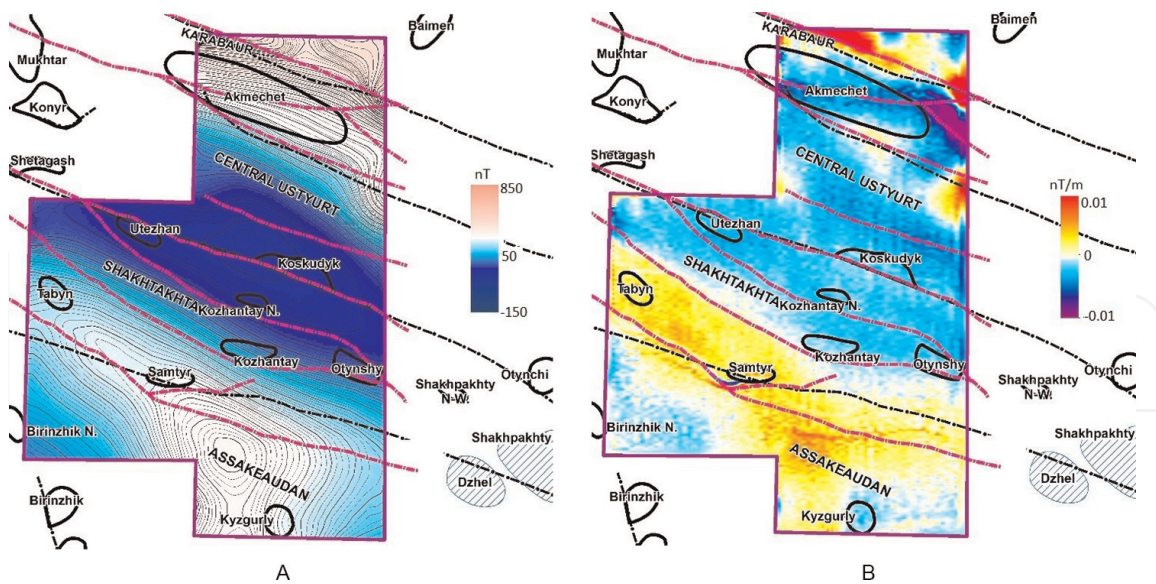 Baimen
KARABAUR
Mukhtar
Akmechet
Konyr
Shetagash
CENTRAL USTYURT
nT
850
50
-150
Utezhan
Koskudyk
SHAKHTAKHTA
Tabyn
Kozhantay N.
Kozhantay
Otynshy
Samtyr
Otynchi
Shakhpakhty
N-W.
Birinzhik N.
Shakhpakhty
ASSAKEAUDAN
Dzhel
Birinzhik
Kyzgurly
A
Baimen
KARABAUR
Mukhtar
Akmechet
Konyr
Shetagash
CENTRAL USTYURT
nT/m
0.01
0
-0.01
Utezhan
Koskudyk
SHAKHTAKHTA
Tabyn
Kozhantay N.
Kozhantay
Otynshy
Samtyr
Otynchi
Shakhpakhty
N-W.
Birinzhik N.
Shakhpakhty
ASSAKEAUDAN
Dzhel
Birinzhik
Kyzgurly
B